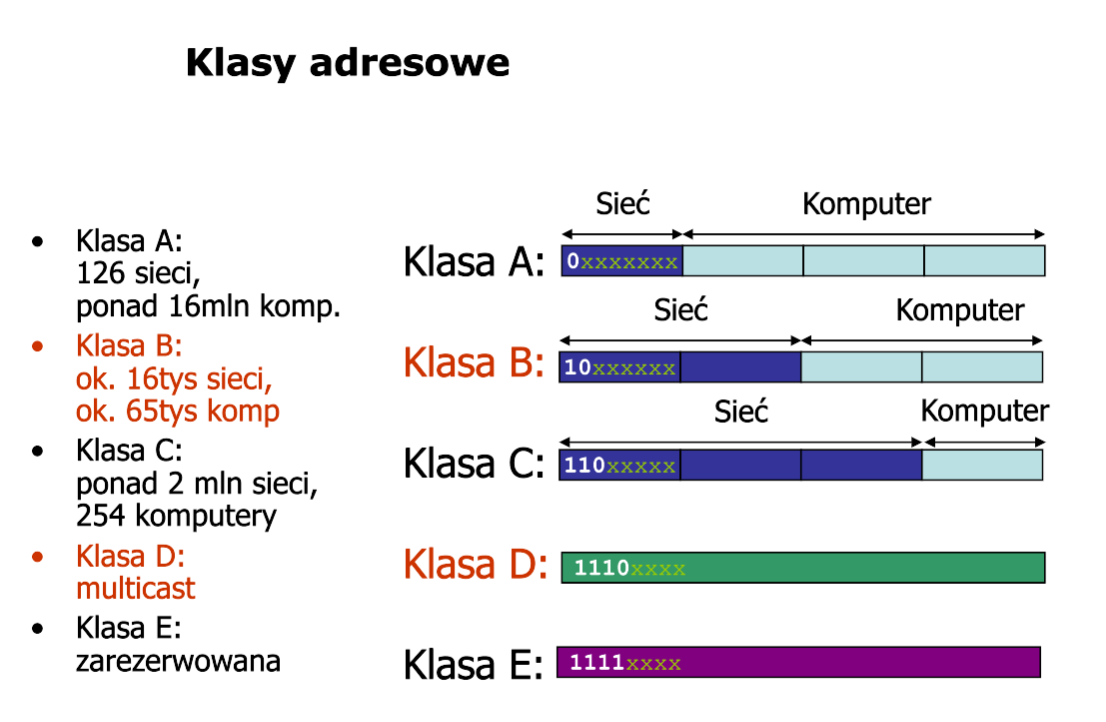 Klasy adresowe
• Klasa A:
126 sieci,
ponad 16mln komp.
• Klasa B:
ok. 16tys sieci,
ok. 65tys komp
• Klasa C:
ponad 2 mln sieci,
254 komputery
• Klasa D:
multicast
• Klasa E:
zarezerwowana
Sieć Komputer
Klasa A: 0xxxxxxx
Sieć Komputer
Klasa B: 10xxxxxx
Sieć Komputer
Klasa C: 110xxxxx
Klasa D: 1110xxxx
Klasa E: 1111xxxx